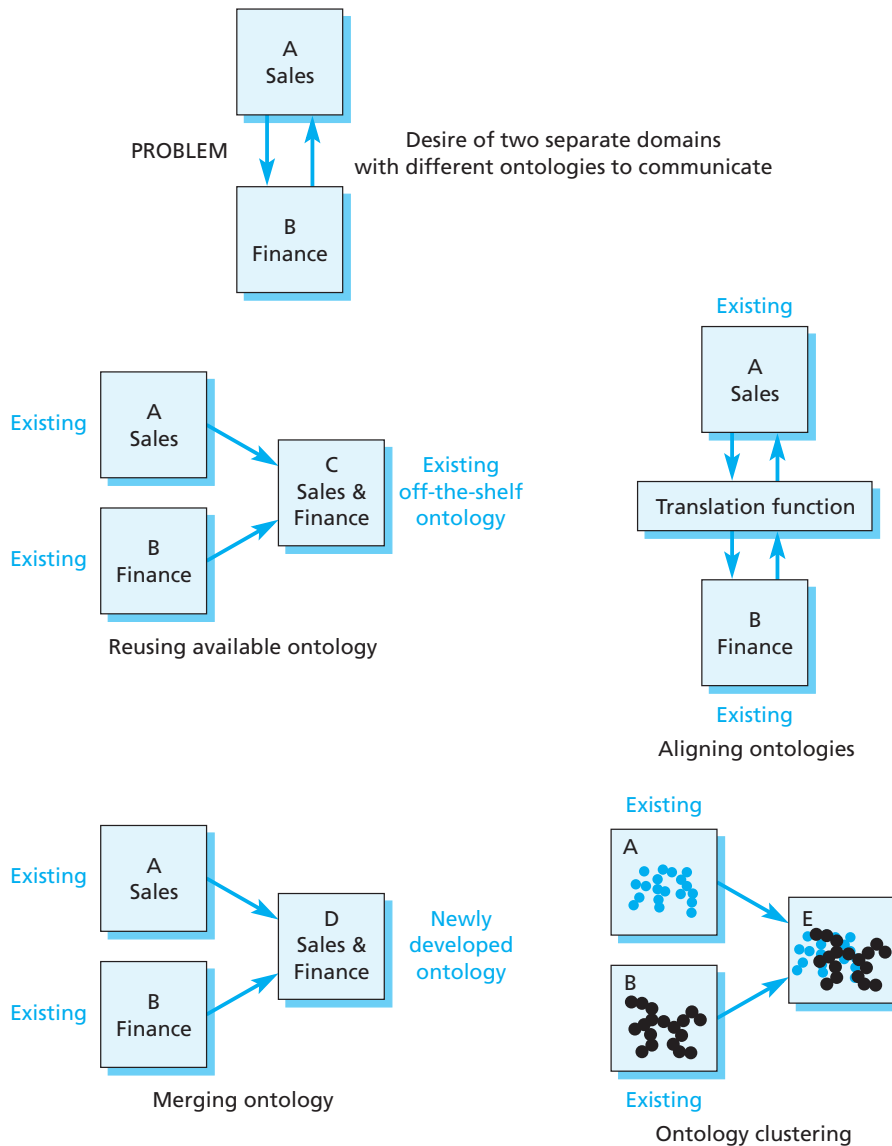 A
Sales
PROBLEM
Desire of two separate domains
with different ontologies to communicate
B
Finance
Existing
A
Sales
Existing
B
Finance
C
Sales &
Finance
Existing
off-the-shelf
ontology
Reusing available ontology
Existing
A
Sales
Translation function
B
Finance
Existing
Aligning ontologies
Existing
A
Sales
Existing
B
Finance
D
Sales &
Finance
Newly
developed
ontology
Merging ontology
Existing
A
B
E
Existing
Ontology clustering